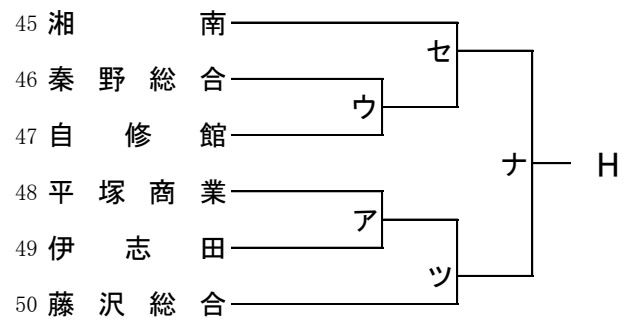 45 湘南
セ
46 秦野総合
ウ
47 自修館
ナ H
48 平塚商業
ア
49 伊志田
ツ
50 藤沢総合